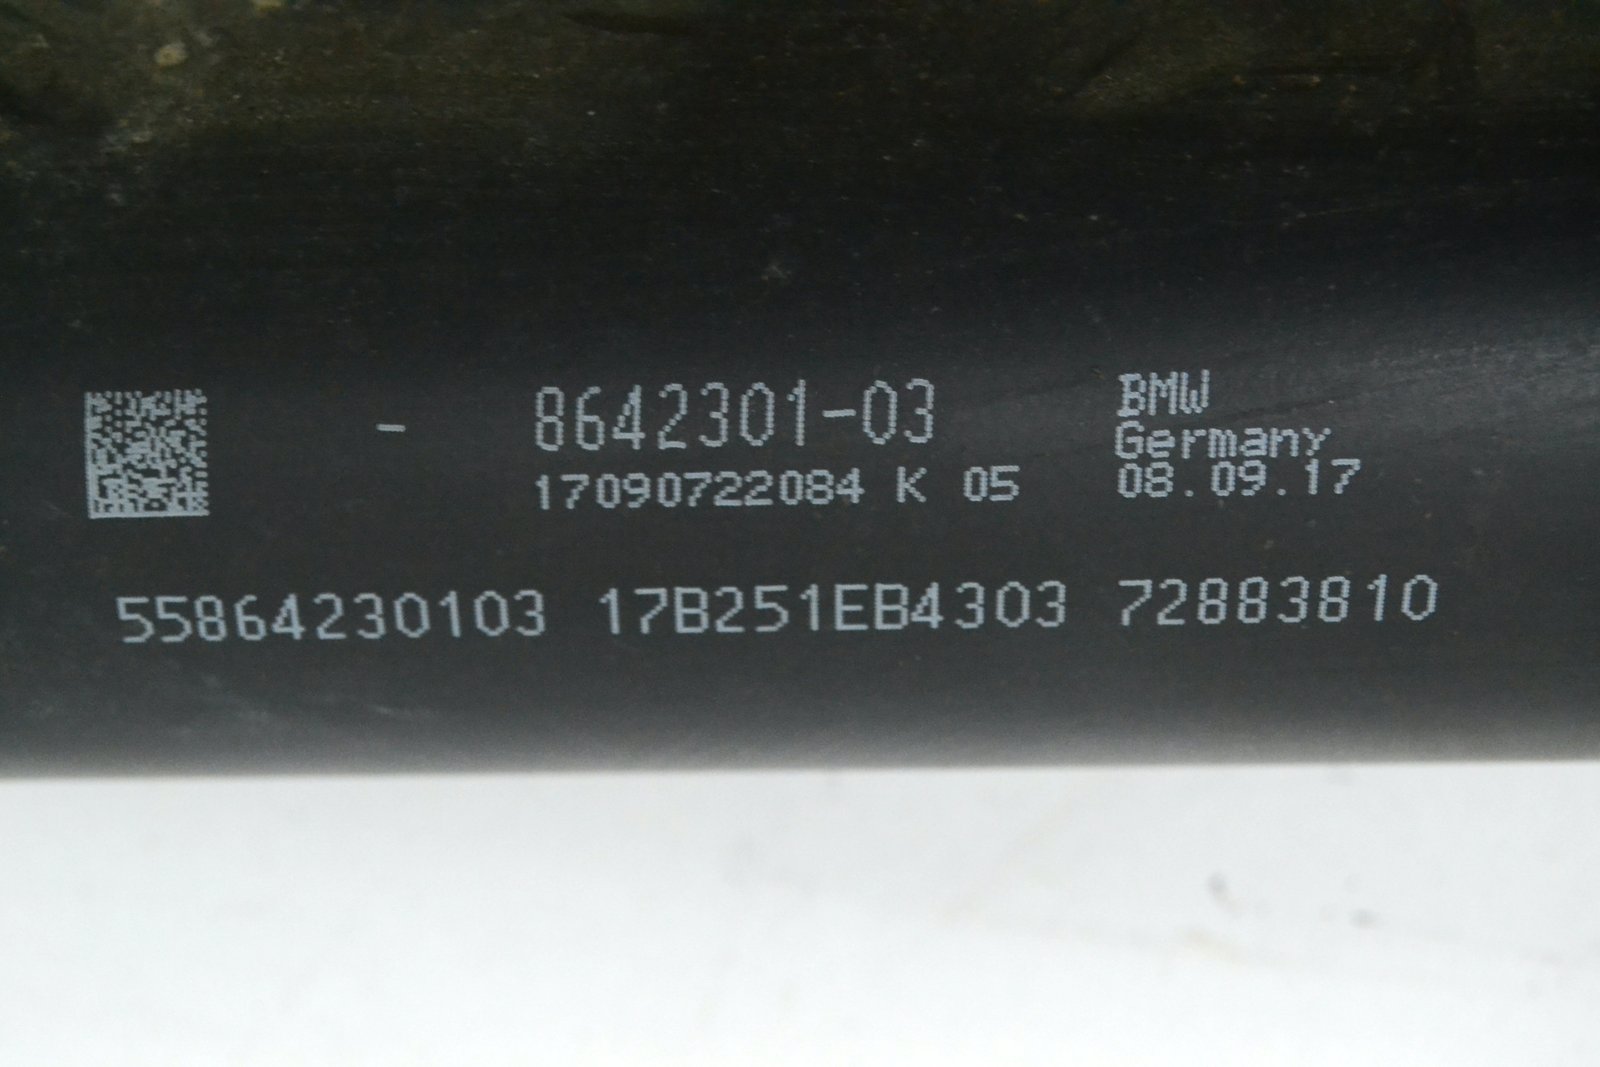 - 8642301-03
17090722084 K 05
BMW
Germany
08.09.17
55864230103 17B251EB4303 72883810